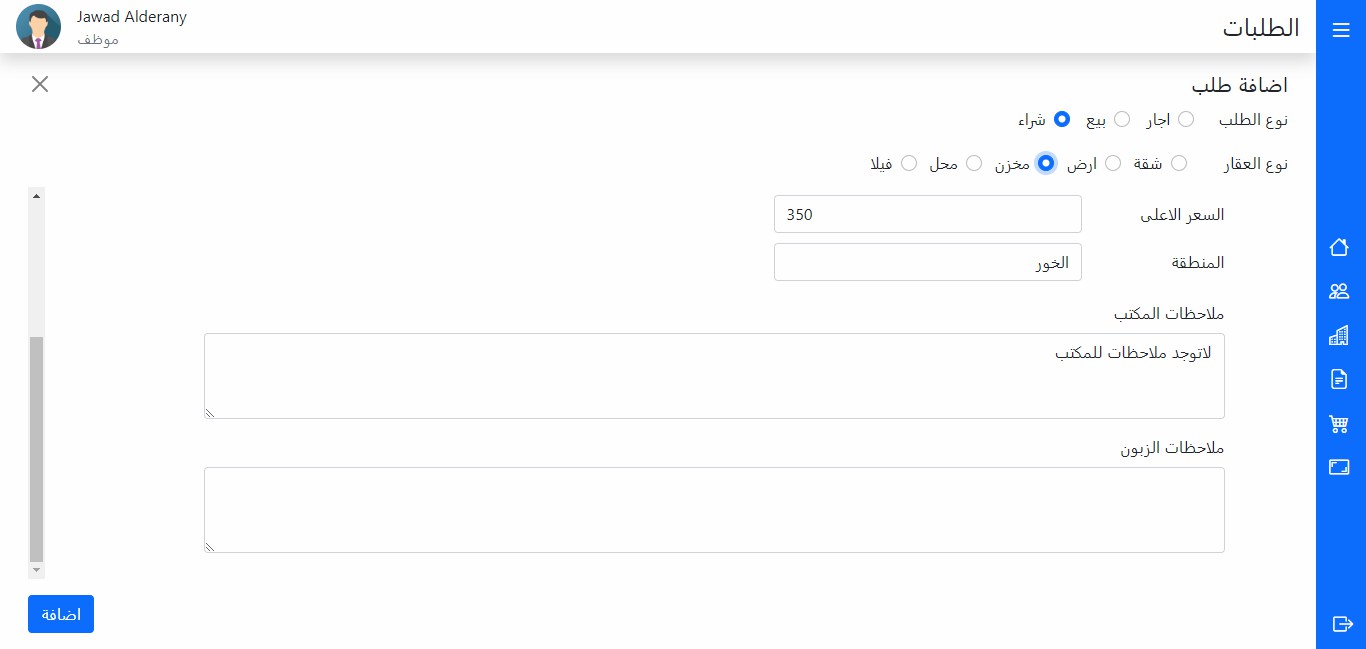 الطلبات
Jawad Alderany
موظف
اضافة طلب
نوع الطلب اجار بيع شراء
نوع العقار شقة ارض مخزن محل فيلا
السعر الاعلى 350
المنطقة الخور
ملاحظات المكتب
لاتوجد ملاحظات للمكتب
ملاحظات الزبون
اضافة